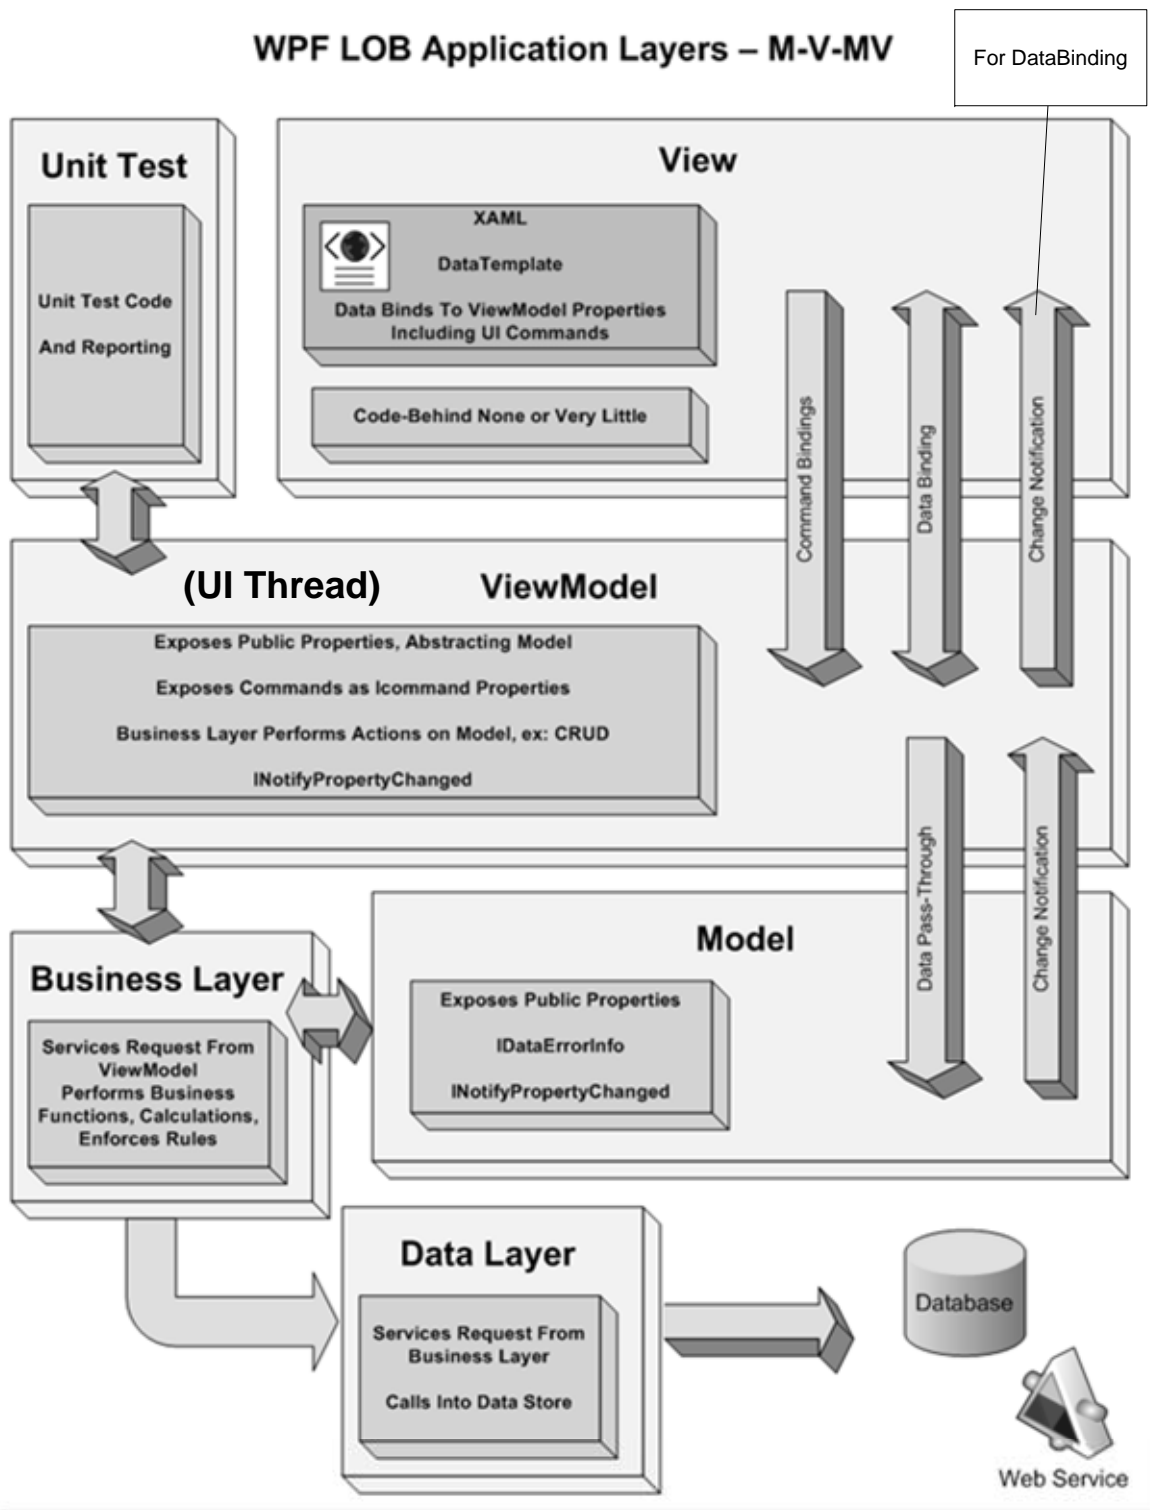 WPF LOB Application Layers – M-V-MV
For DataBinding
Unit Test
Unit Test Code
And Reporting
View
XAML
DataTemplate
Data Binds To ViewModel Properties
Including UI Commands
Code-Behind None or Very Little
Command Bindings
Data Binding
Change Notification
(UI Thread)
ViewModel
Exposes Public Properties, Abstracting Model
Exposes Commands as Icommand Properties
Business Layer Performs Actions on Model, ex: CRUD
INotifyPropertyChanged
Data Pass-Through
Change Notification
Business Layer
Services Request From
ViewModel
Performs Business
Functions, Calculations,
Enforces Rules
Model
Exposes Public Properties
IDataErrorInfo
INotifyPropertyChanged
Data Layer
Services Request From
Business Layer
Calls Into Data Store
Database
Web Service